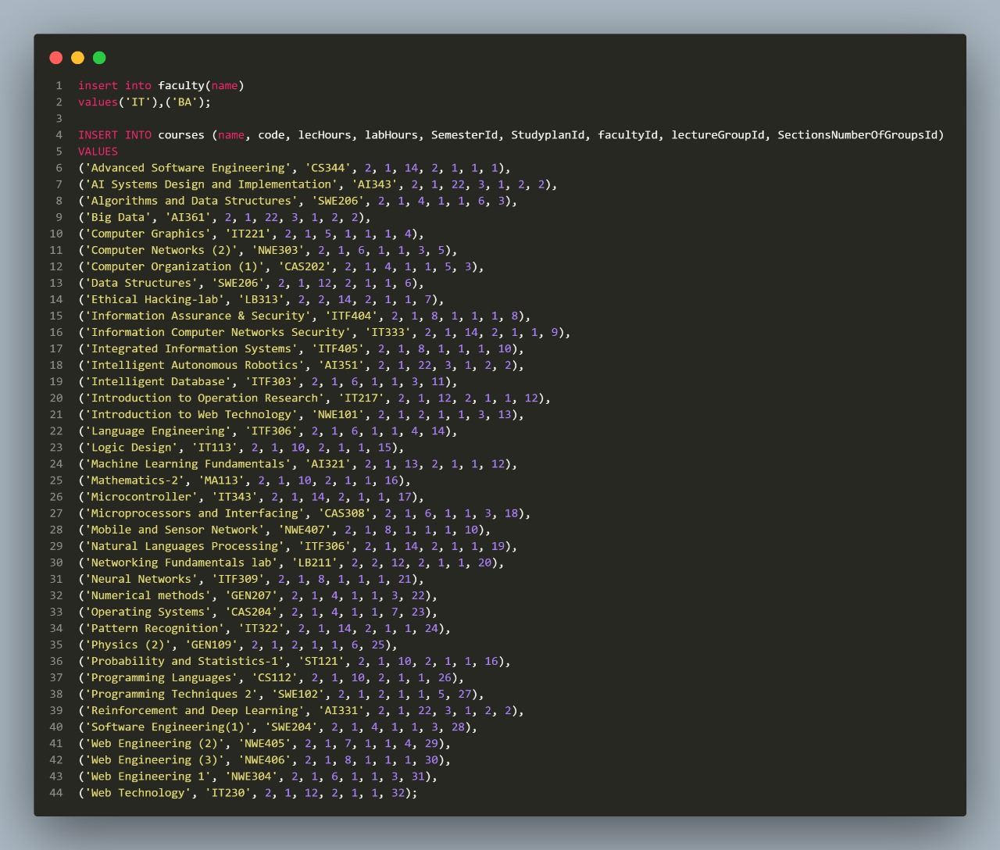 1 insert into faculty(name)
2 values('IT'),('BA');
3
4 INSERT INTO courses (name, code, lecHours, labHours, SemesterId, StudyplanId, facultyId, lectureGroupId, SectionsNumberOfGroupsId)
5 VALUES
6 ('Advanced Software Engineering', 'CS344', 2, 1, 14, 2, 1, 1, 1),
7 ('AI Systems Design and Implementation', 'AI343', 2, 1, 22, 3, 1, 2, 2),
8 ('Algorithms and Data Structures', 'SWE206', 2, 1, 4, 1, 1, 6, 3),
9 ('Big Data', 'AI361', 2, 1, 22, 3, 1, 2, 2),
10 ('Computer Graphics', 'IT221', 2, 1, 5, 1, 1, 1, 4),
11 ('Computer Networks (2)', 'NWE303', 2, 1, 6, 1, 1, 3, 5),
12 ('Computer Organization (1)', 'CAS202', 2, 1, 4, 1, 1, 5, 3),
13 ('Data Structures', 'SWE206', 2, 1, 12, 2, 1, 1, 6),
14 ('Ethical Hacking-lab', 'LB313', 2, 2, 14, 2, 1, 1, 7),
15 ('Information Assurance & Security', 'ITF404', 2, 1, 8, 1, 1, 1, 8),
16 ('Information Computer Networks Security', 'IT333', 2, 1, 14, 2, 1, 1, 9),
17 ('Integrated Information Systems', 'ITF405', 2, 1, 8, 1, 1, 1, 10),
18 ('Intelligent Autonomous Robotics', 'AI351', 2, 1, 22, 3, 1, 2, 2),
19 ('Intelligent Database', 'ITF303', 2, 1, 6, 1, 1, 3, 11),
20 ('Introduction to Operation Research', 'IT217', 2, 1, 12, 2, 1, 1, 12),
21 ('Introduction to Web Technology', 'NWE101', 2, 1, 2, 1, 1, 3, 13),
22 ('Language Engineering', 'ITF306', 2, 1, 6, 1, 1, 4, 14),
23 ('Logic Design', 'IT113', 2, 1, 10, 2, 1, 1, 15),
24 ('Machine Learning Fundamentals', 'AI321', 2, 1, 13, 2, 1, 1, 12),
25 ('Mathematics-2', 'MA113', 2, 1, 10, 2, 1, 1, 16),
26 ('Microcontroller', 'IT343', 2, 1, 14, 2, 1, 1, 17),
27 ('Microprocessors and Interfacing', 'CAS308', 2, 1, 6, 1, 1, 3, 18),
28 ('Mobile and Sensor Network', 'NWE407', 2, 1, 8, 1, 1, 1, 10),
29 ('Natural Languages Processing', 'ITF306', 2, 1, 14, 2, 1, 1, 19),
30 ('Networking Fundamentals lab', 'LB211', 2, 2, 12, 2, 1, 1, 20),
31 ('Neural Networks', 'ITF309', 2, 1, 8, 1, 1, 1, 21),
32 ('Numerical methods', 'GEN207', 2, 1, 4, 1, 1, 3, 22),
33 ('Operating Systems', 'CAS204', 2, 1, 4, 1, 1, 7, 23),
34 ('Pattern Recognition', 'IT322', 2, 1, 14, 2, 1, 1, 24),
35 ('Physics (2)', 'GEN109', 2, 1, 2, 1, 1, 6, 25),
36 ('Probability and Statistics-1', 'ST121', 2, 1, 10, 2, 1, 1, 16),
37 ('Programming Languages', 'CS112', 2, 1, 10, 2, 1, 1, 26),
38 ('Programming Techniques 2', 'SWE102', 2, 1, 2, 1, 1, 5, 27),
39 ('Reinforcement and Deep Learning', 'AI331', 2, 1, 22, 3, 1, 2, 2),
40 ('Software Engineering(1)', 'SWE204', 2, 1, 4, 1, 1, 3, 28),
41 ('Web Engineering (2)', 'NWE405', 2, 1, 7, 1, 1, 4, 29),
42 ('Web Engineering (3)', 'NWE406', 2, 1, 8, 1, 1, 1, 30),
43 ('Web Engineering 1', 'NWE304', 2, 1, 6, 1, 1, 3, 31),
44 ('Web Technology', 'IT230', 2, 1, 12, 2, 1, 1, 32);